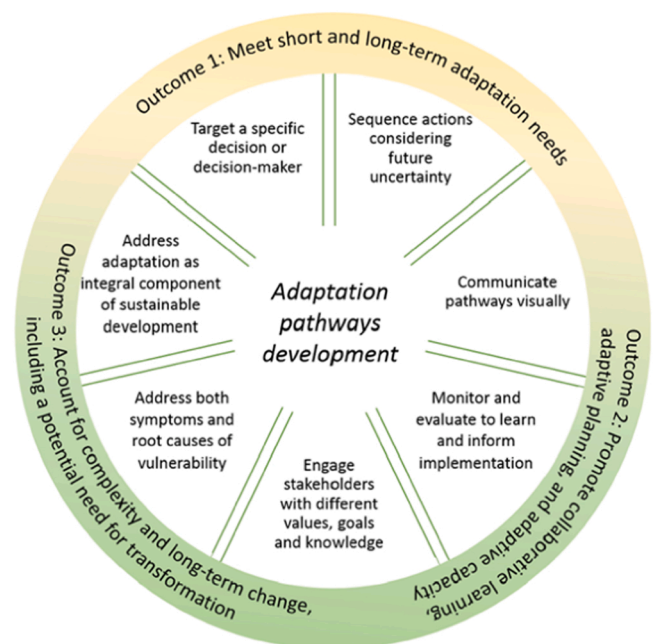 Outcome 1: Meet short and long-term adaptation needs
Target a specific
decision or
decision-maker
Sequence actions
considering
future
uncertainty
Address
adaptation as
integral component
of sustainable
development
Adaptation
pathways
development
Communicate
pathways visually
Address both
symptoms and
root causes of
vulnerability
Monitor and
evaluate to learn
and inform
implementation
Engage
stakeholders
with different
values, goals
and knowledge
Outcome 2: Promote collaborative learning,
adaptive planning, and adaptive capacity
Outcome 3: Account for complexity and long-term change,
including a potential need for transformation